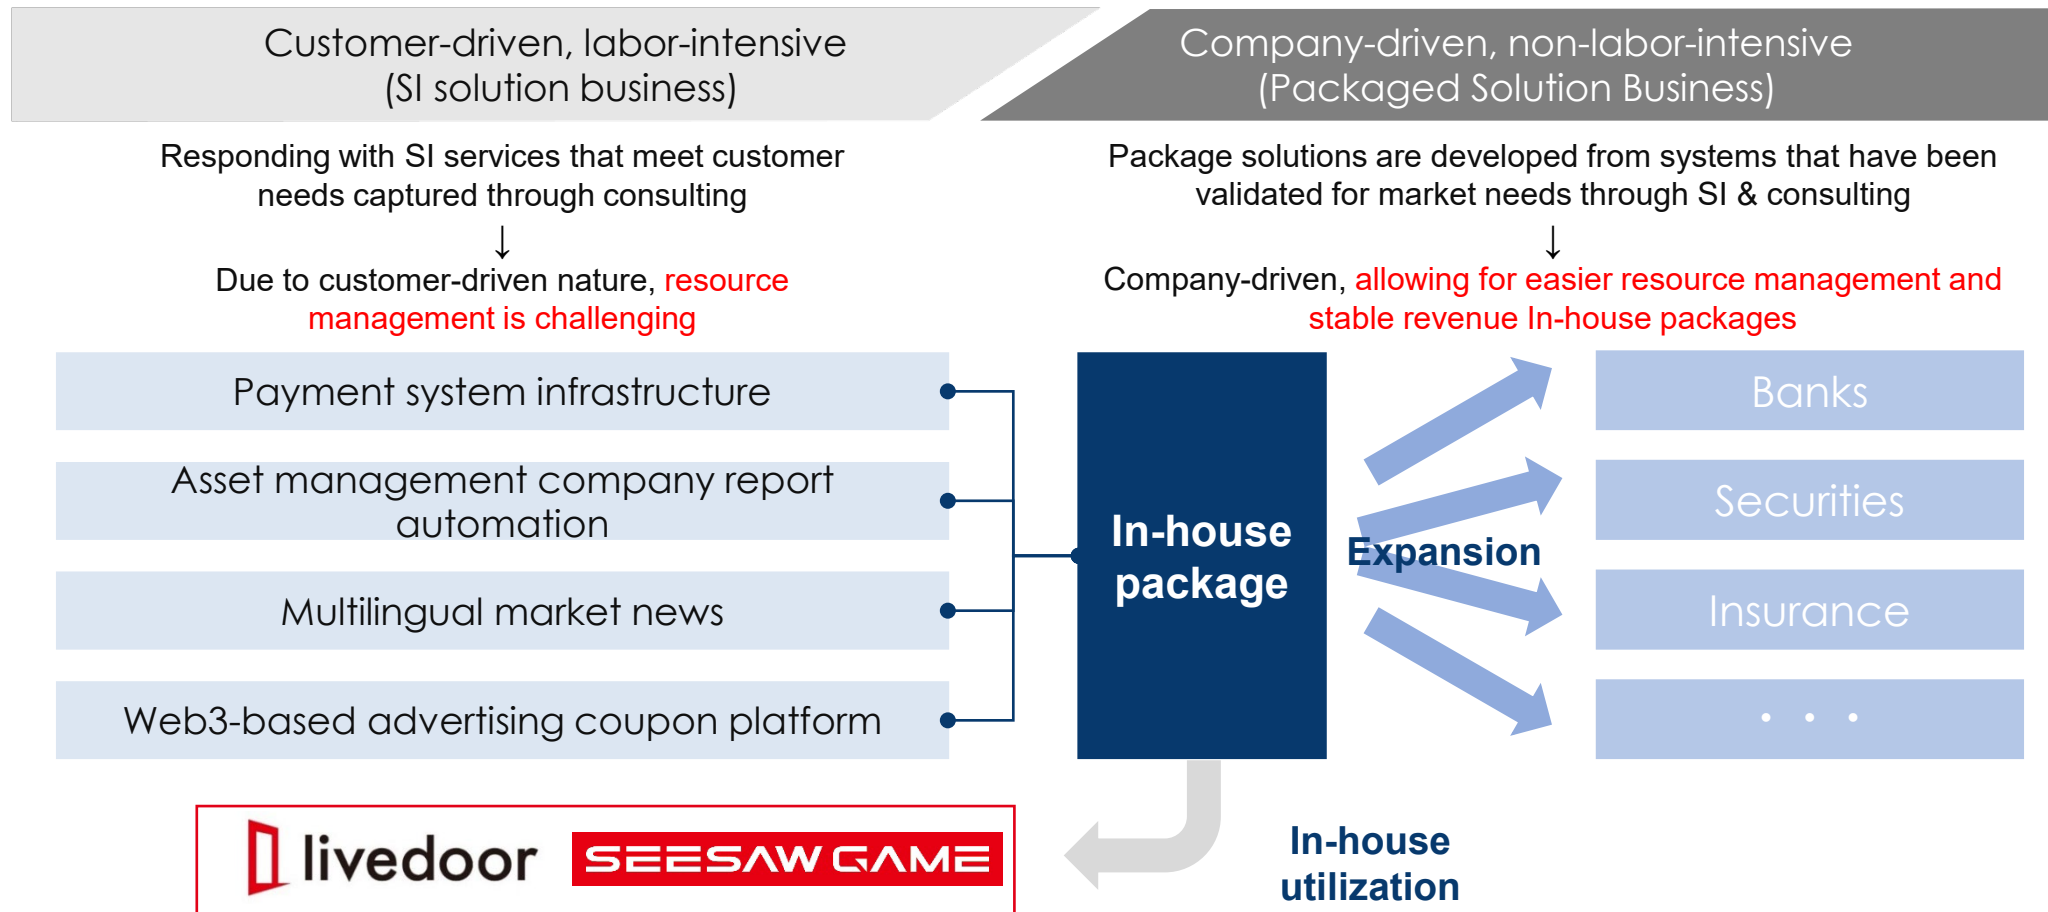 Customer-driven, labor-intensive
(SI solution business)
Company-driven, non-labor-intensive
(Packaged Solution Business)
Responding with SI services that meet customer
needs captured through consulting
↓
Due to customer-driven nature, resource
management is challenging
Package solutions are developed from systems that have been
validated for market needs through SI & consulting
↓
Company-driven, allowing for easier resource management and
stable revenue In-house packages
Payment system infrastructure
Asset management company report
automation
Multilingual market news
Web3-based advertising coupon platform
In-house
package
Expansion
Banks
Securities
Insurance
・・・
livedoor
SEESAW GAME
In-house
utilization